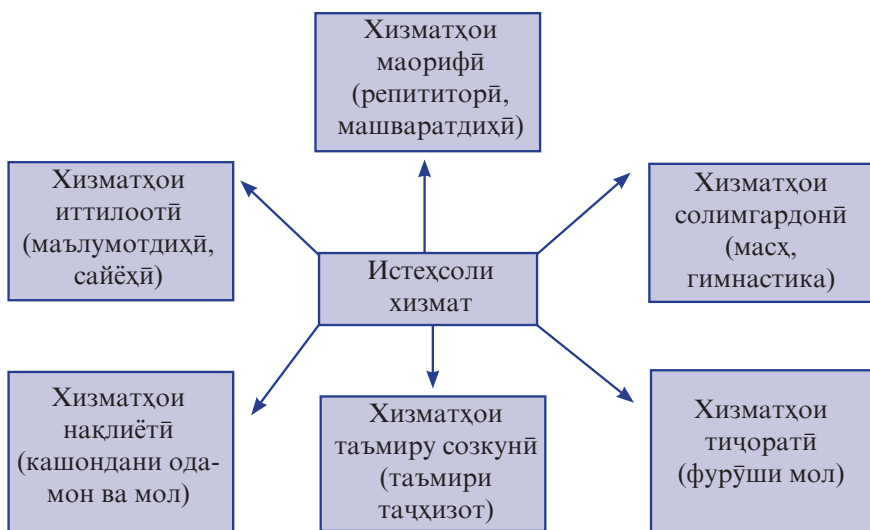 Хизматҳои
маорифӣ
(репититорӣ,
машваратдиҳӣ)
Хизматҳои
иттилоотӣ
(маълумотдиҳӣ,
сайёҳӣ)
Хизматҳои
солимгардонӣ
(масҳ,
гимнастика)
Истеҳсоли
хизмат
Хизматҳои
нақлиётӣ
(кашондани ода-
мон ва мол)
Хизматҳои
таъмиру созкунӣ
(таъмири
таҷҳизот)
Хизматҳои
тиҷоратӣ
(фурӯши мол)